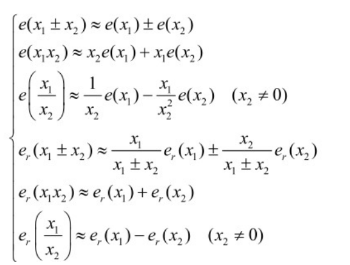 e(x₁ ± x₂) ≈ e(x₁) ± e(x₂)
e(x₁x₂) ≈ x₂e(x₁) + x₁e(x₂)
e(x₁/x₂) ≈ 1/x₂ e(x₁) − x₁/x₂² e(x₂) (x₂ ≠ 0)
eᵣ(x₁ ± x₂) ≈ x₁/(x₁ ± x₂) eᵣ(x₁) ± x₂/(x₁ ± x₂) eᵣ(x₂)
eᵣ(x₁x₂) ≈ eᵣ(x₁) + eᵣ(x₂)
eᵣ(x₁/x₂) ≈ eᵣ(x₁) − eᵣ(x₂) (x₂ ≠ 0)